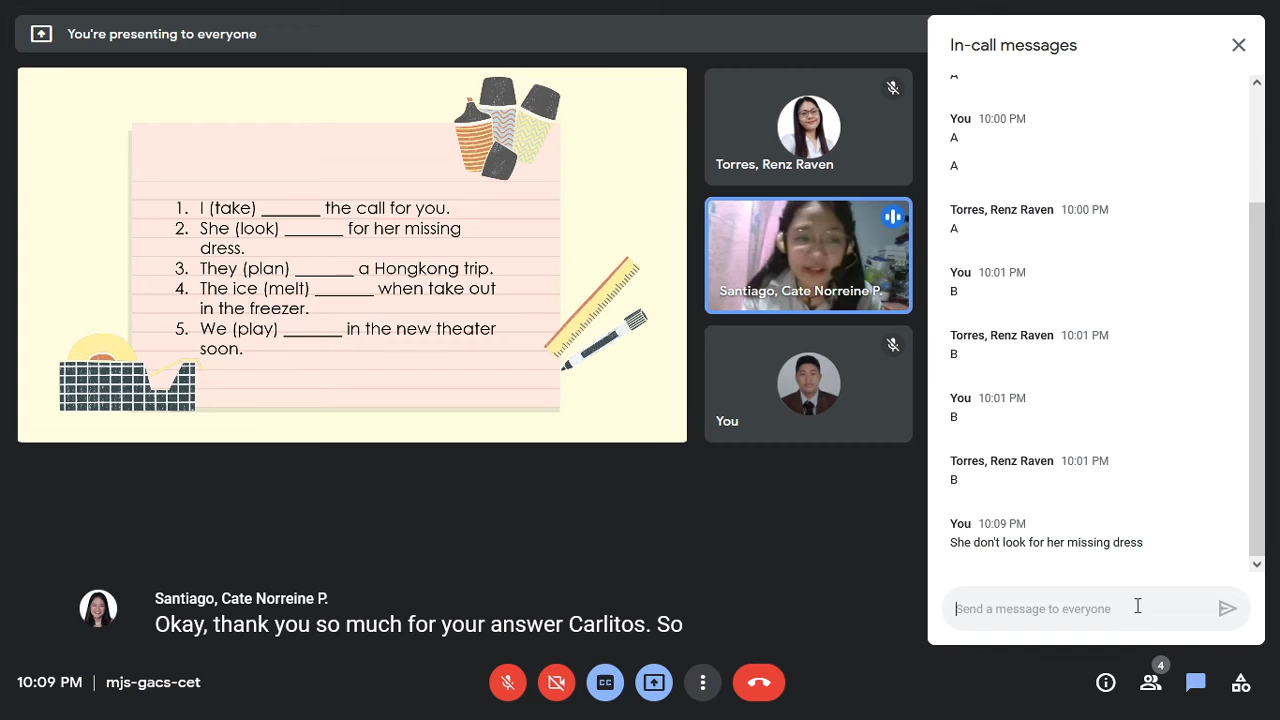 You're presenting to everyone
1. I (take) ______ the call for you.
2. She (look) ______ for her missing
dress.
3. They (plan) ______ a Hongkong trip.
4. The ice (melt) ______ when take out
in the freezer.
5. We (play) ______ in the new theater
soon.
Torres, Renz Raven
Santiago, Cate Norreine P.
You
In-call messages
A
You 10:00 PM
A
A
Torres, Renz Raven 10:00 PM
A
You 10:01 PM
B
Torres, Renz Raven 10:01 PM
B
You 10:01 PM
B
Torres, Renz Raven 10:01 PM
B
You 10:09 PM
She don't look for her missing dress
Send a message to everyone
Santiago, Cate Norreine P.
Okay, thank you so much for your answer Carlitos. So
10:09 PM | mjs-gacs-cet
CC
4